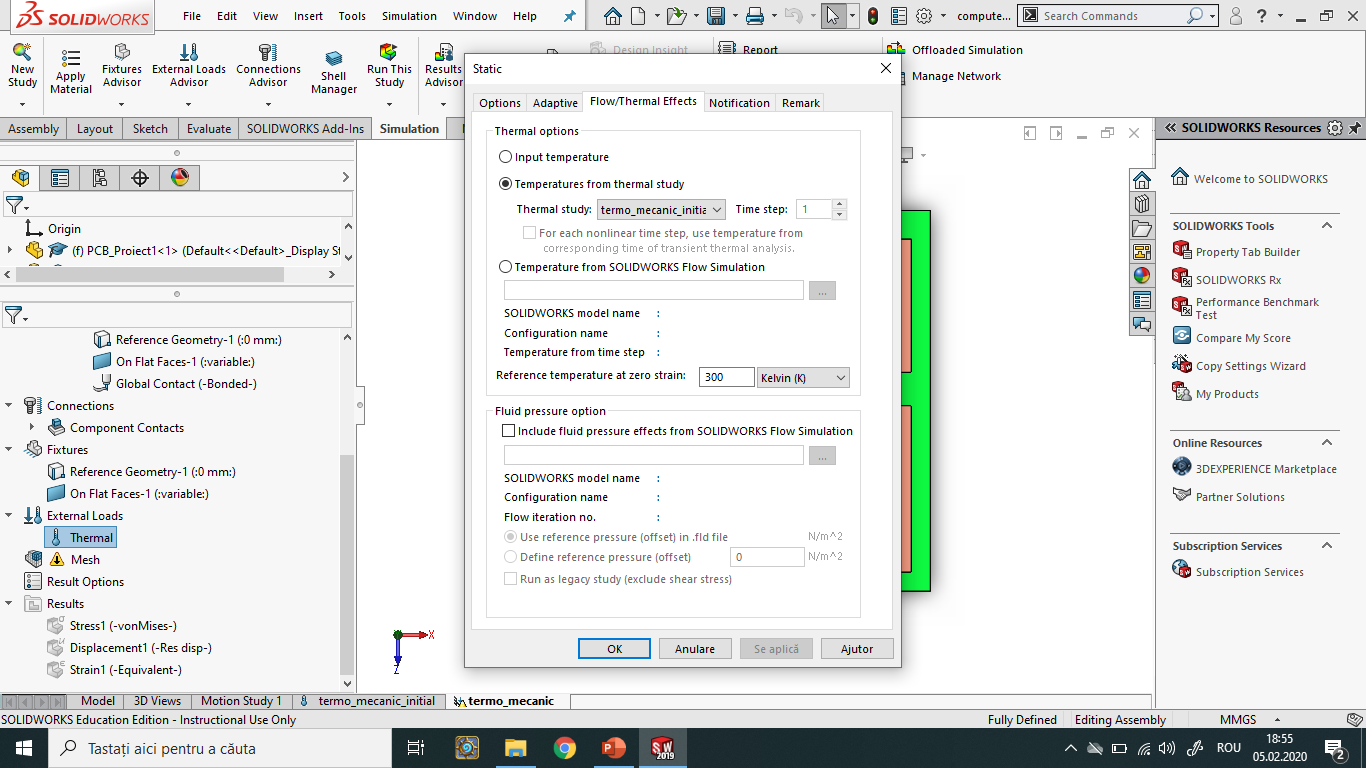 SOLIDWORKS File Edit View Insert Tools Simulation Window Help compute... Search Commands
New Study
Apply Material
Fixtures Advisor
External Loads Advisor
Connections Advisor
Shell Manager
Run This Study
Results Advisor
Design Insight
Report
Offloaded Simulation
Manage Network
Assembly Layout Sketch Evaluate SOLIDWORKS Add-Ins Simulation
Origin
(f) PCB_Proiect1<1> (Default<<Default>_Display St
Reference Geometry-1 (:0 mm:)
On Flat Faces-1 (:variable:)
Global Contact (-Bonded-)
Connections
Component Contacts
Fixtures
Reference Geometry-1 (:0 mm:)
On Flat Faces-1 (:variable:)
External Loads
Thermal
Mesh
Result Options
Results
Stress1 (-vonMises-)
Displacement1 (-Res disp-)
Strain1 (-Equivalent-)
Static
Options Adaptive Flow/Thermal Effects Notification Remark
Thermal options
Input temperature
Temperatures from thermal study
Thermal study: termo_mecanic_initia Time step: 1
For each nonlinear time step, use temperature from
corresponding time of transient thermal analysis.
Temperature from SOLIDWORKS Flow Simulation
...
SOLIDWORKS model name :
Configuration name :
Temperature from time step :
Reference temperature at zero strain: 300 Kelvin (K)
Fluid pressure option
Include fluid pressure effects from SOLIDWORKS Flow Simulation
...
SOLIDWORKS model name :
Configuration name :
Flow iteration no. :
Use reference pressure (offset) in .fld file N/m^2
Define reference pressure (offset) 0 N/m^2
Run as legacy study (exclude shear stress)
OK Anulare Se aplică Ajutor
X
Z
SOLIDWORKS Resources
Welcome to SOLIDWORKS
SOLIDWORKS Tools
Property Tab Builder
SOLIDWORKS Rx
Performance Benchmark
Test
Compare My Score
Copy Settings Wizard
My Products
Online Resources
3DEXPERIENCE Marketplace
Partner Solutions
Subscription Services
Subscription Services
Model 3D Views Motion Study 1 termo_mecanic_initial termo_mecanic
SOLIDWORKS Education Edition - Instructional Use Only Fully Defined Editing Assembly MMGS
Tastați aici pentru a căuta ROU 18:55
05.02.2020 2